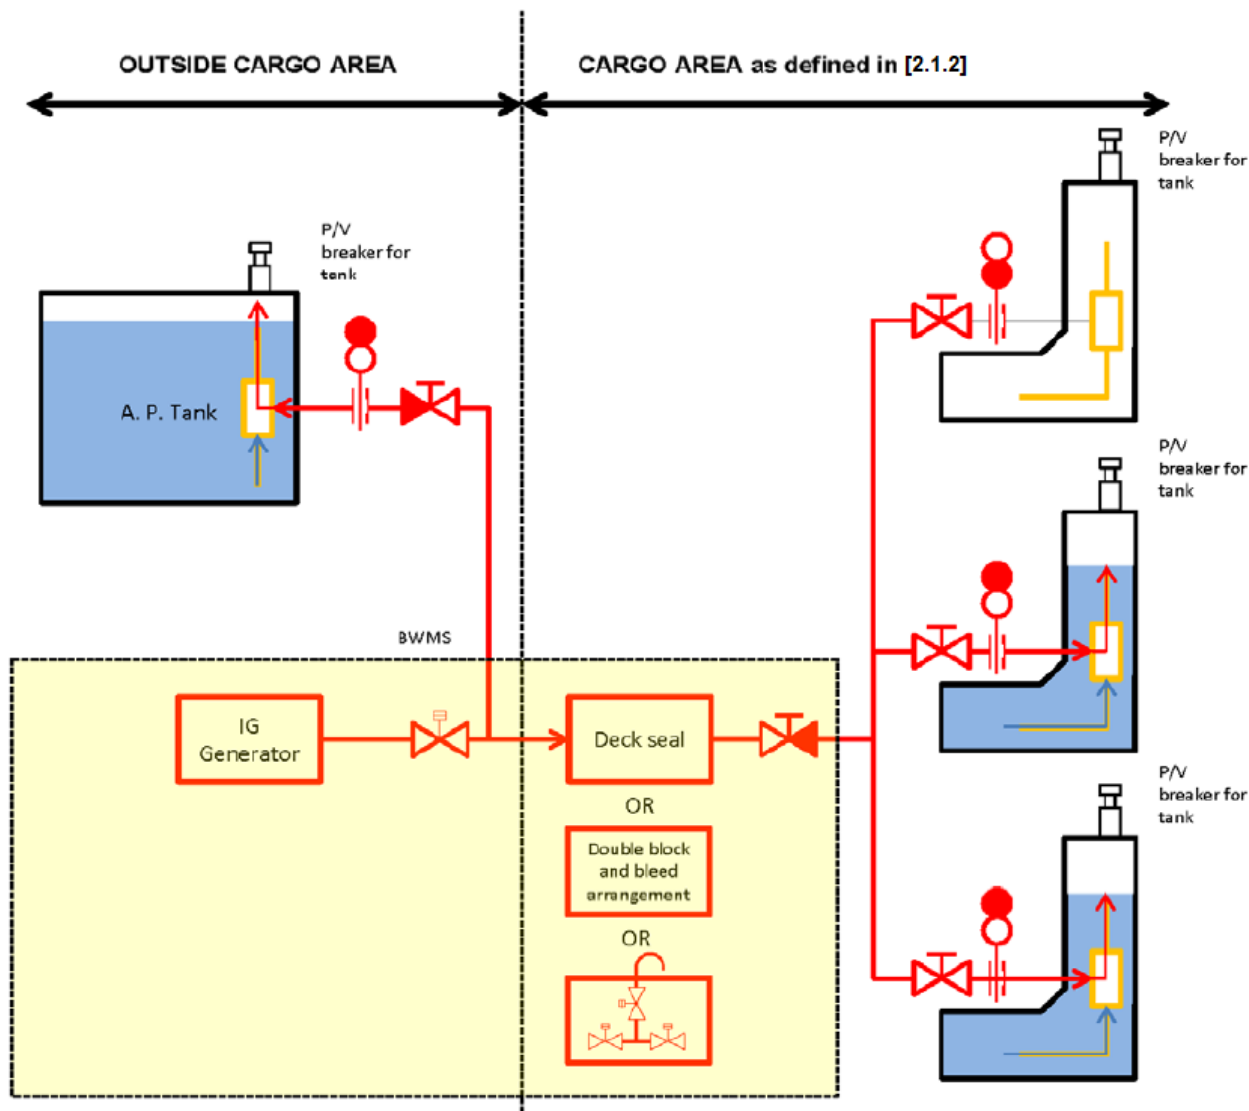 OUTSIDE CARGO AREA
CARGO AREA as defined in [2.1.2]
P/V
breaker for
tank
P/V
breaker for
tank
A. P. Tank
P/V
breaker for
tank
BWMS
IG
Generator
Deck seal
OR
Double block
and bleed
arrangement
OR
P/V
breaker for
tank